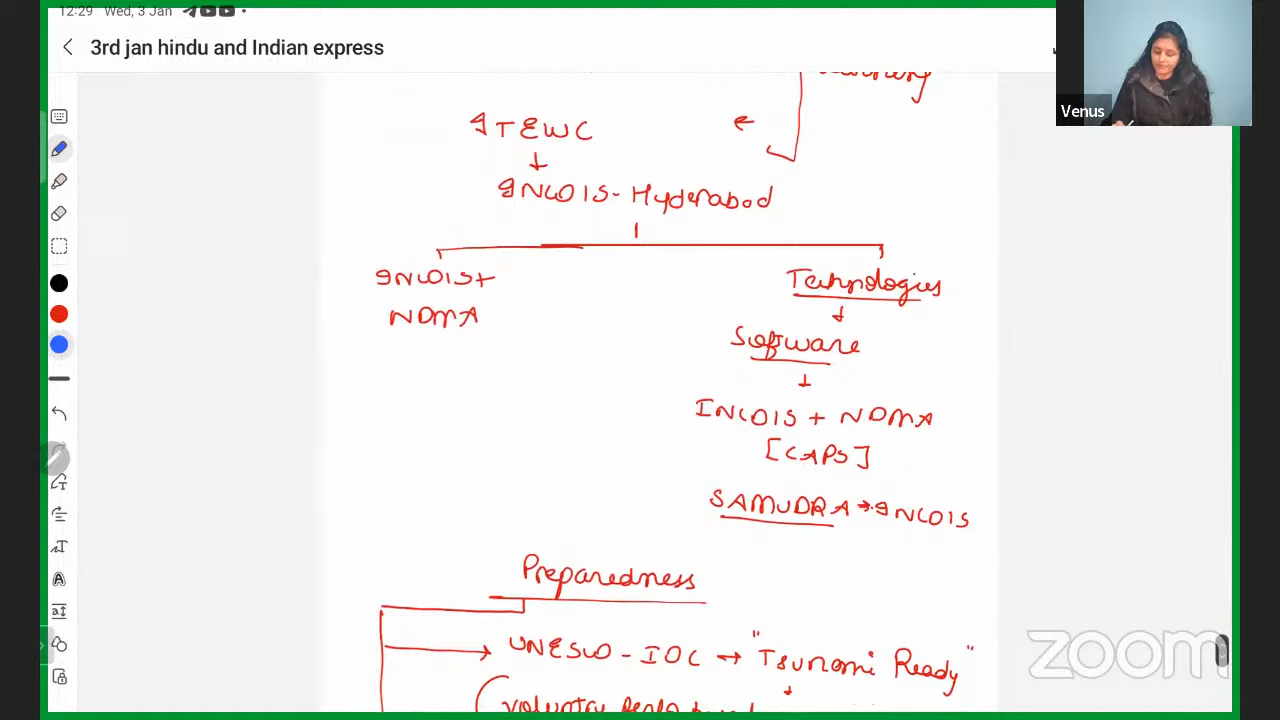 12:29 Wed, 3 Jan
3rd jan hindu and Indian express
Venus
ITEWC
INCOIS - Hyderabad
INCOIS +
NDMA
Technologies
Software
INCOIS + NDMA
[CAPS]
SAMUDRA → INCOIS
Preparedness
UNESCO - IOC → "Tsunami Ready"
voluntary
zoom